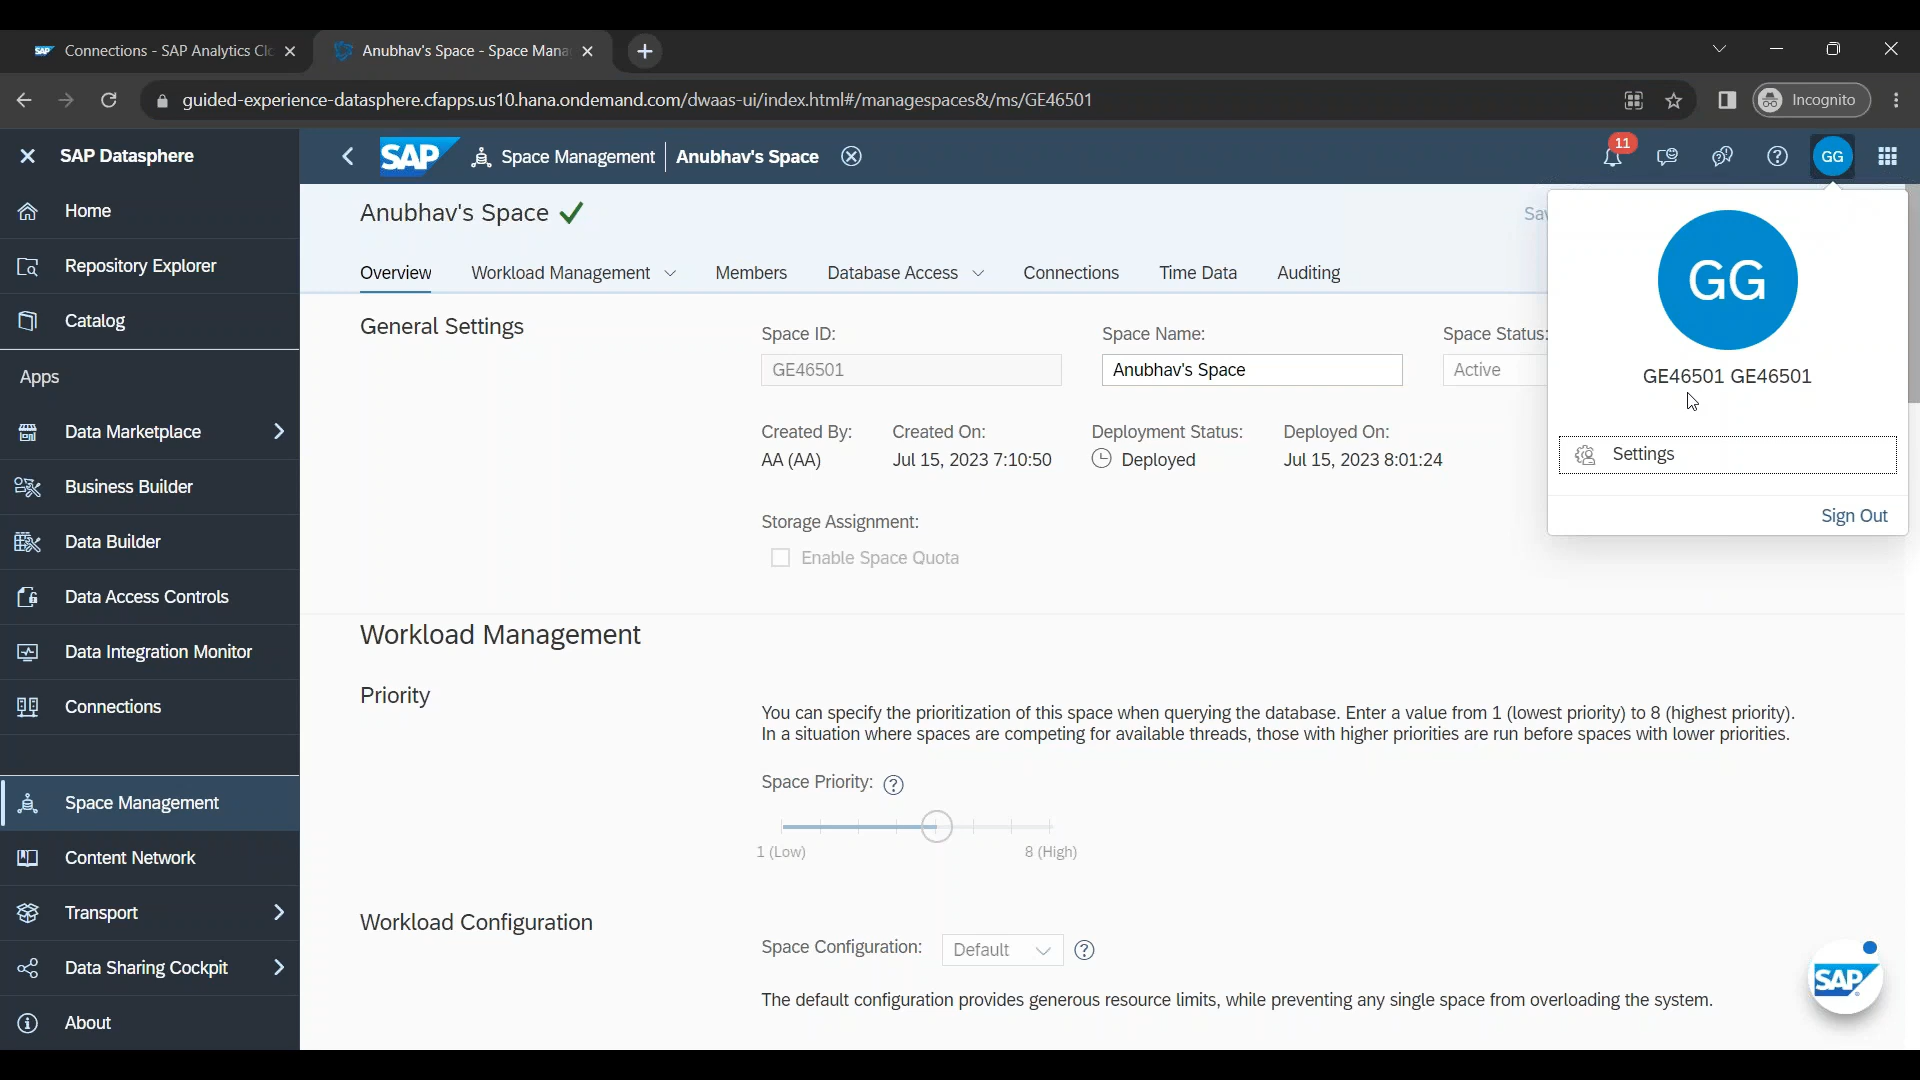 SAP Connections - SAP Analytics Clo
Anubhav's Space - Space Mana
guided-experience-datasphere.cfapps.us10.hana.ondemand.com/dwaas-ui/index.html#/managespaces&/ms/GE46501
Incognito
SAP Datasphere
SAP Space Management Anubhav's Space
11
GG
Home
Repository Explorer
Catalog
Apps
Data Marketplace
Business Builder
Data Builder
Data Access Controls
Data Integration Monitor
Connections
Space Management
Content Network
Transport
Data Sharing Cockpit
About
Anubhav's Space
Overview Workload Management Members Database Access Connections Time Data Auditing
General Settings
Space ID: Space Name: Space Status:
GE46501 Anubhav's Space Active
Created By: Created On: Deployment Status: Deployed On:
AA (AA) Jul 15, 2023 7:10:50 Deployed Jul 15, 2023 8:01:24
Storage Assignment:
Enable Space Quota
GG
GE46501 GE46501
Settings
Sign Out
Workload Management
Priority
You can specify the prioritization of this space when querying the database. Enter a value from 1 (lowest priority) to 8 (highest priority).
In a situation where spaces are competing for available threads, those with higher priorities are run before spaces with lower priorities.
Space Priority: ?
1 (Low) 8 (High)
Workload Configuration
Space Configuration: Default ?
The default configuration provides generous resource limits, while preventing any single space from overloading the system.
SAP